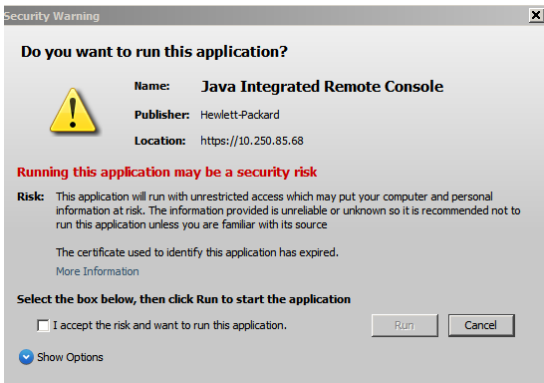 Security Warning
Do you want to run this application?
Name: Java Integrated Remote Console
Publisher: Hewlett-Packard
Location: https://10.250.85.68
Running this application may be a security risk
Risk: This application will run with unrestricted access which may put your computer and personal
information at risk. The information provided is unreliable or unknown so it is recommended not to
run this application unless you are familiar with its source
The certificate used to identify this application has expired.
More Information
Select the box below, then click Run to start the application
I accept the risk and want to run this application.
Run
Cancel
Show Options